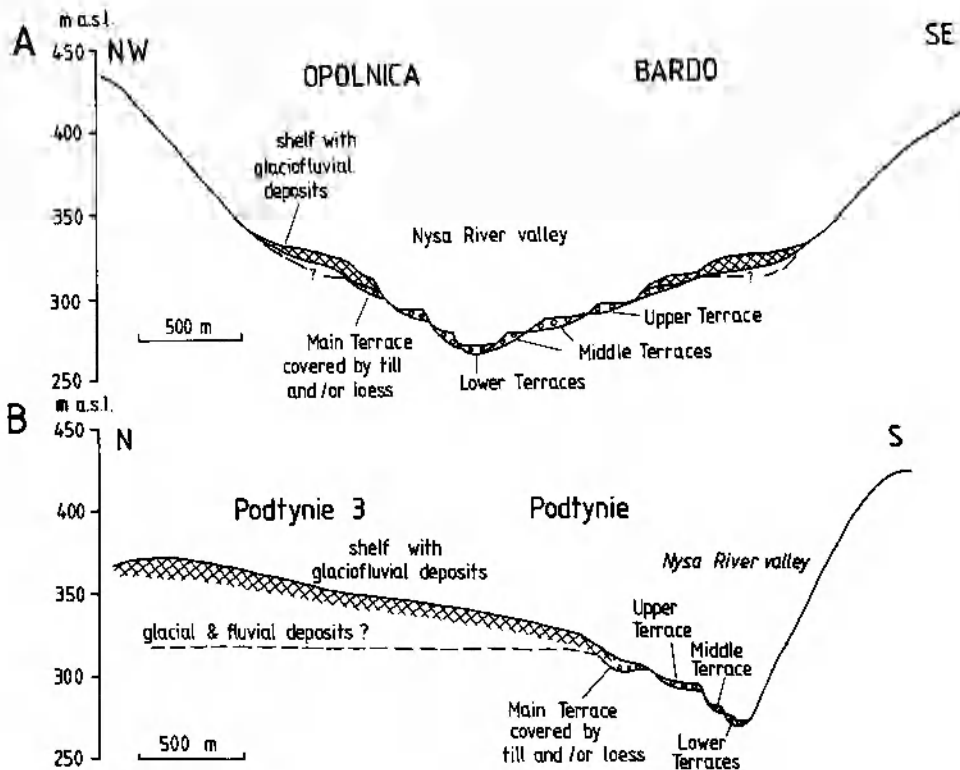 m a.s.l.
A
NW
SE
450
400
350
300
250
OPOLNICA
BARDO
shelf with
glaciofluvial
deposits
Nysa River valley
?
?
500 m
Main Terrace
covered by till
and/or loess
Lower Terraces
Middle Terraces
Upper Terrace
m a.s.l.
B
N
S
450
400
350
300
250
Podtynie 3
Podtynie
shelf with
glaciofluvial deposits
Nysa River valley
glacial & fluvial deposits ?
Upper
Terrace
Middle
Terrace
Main Terrace
covered by
till and/or loess
Lower
Terraces
500 m